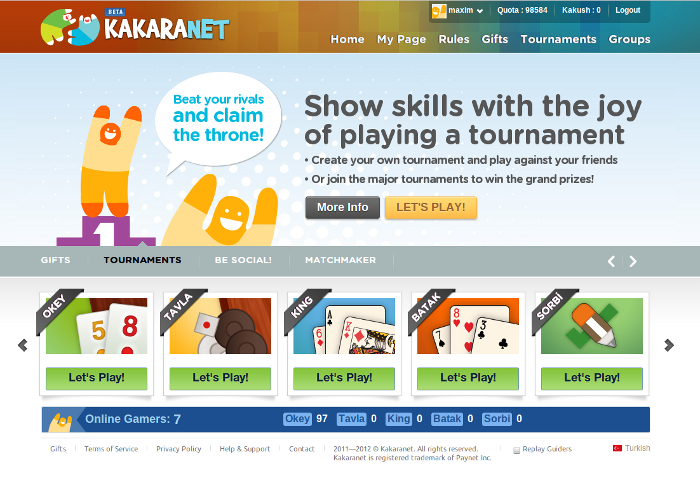 BETA
KAKARANET
maxim
Quota : 98584
Kakush : 0
Logout
Home My Page Rules Gifts Tournaments Groups
Beat your rivals
and claim
the throne!
1
Show skills with the joy
of playing a tournament
• Create your own tournament and play against your friends
• Or join the major tournaments to win the grand prizes!
More Info
LET'S PLAY!
GIFTS TOURNAMENTS BE SOCIAL! MATCHMAKER
OKEY
5 8
TAVLA
KING
A K
BATAK
8 8 3
SORBİ
Let's Play! Let's Play! Let's Play! Let's Play! Let's Play!
Online Gamers: 7
Okey 97 Tavla 0 King 0 Batak 0 Sorbi 0
Gifts Terms of Service Privacy Policy Help & Support Contact
2011—2012 © Kakaranet. All rights reserved.
Kakaranet is registered trademark of Paynet Inc.
Replay Guiders
Turkish